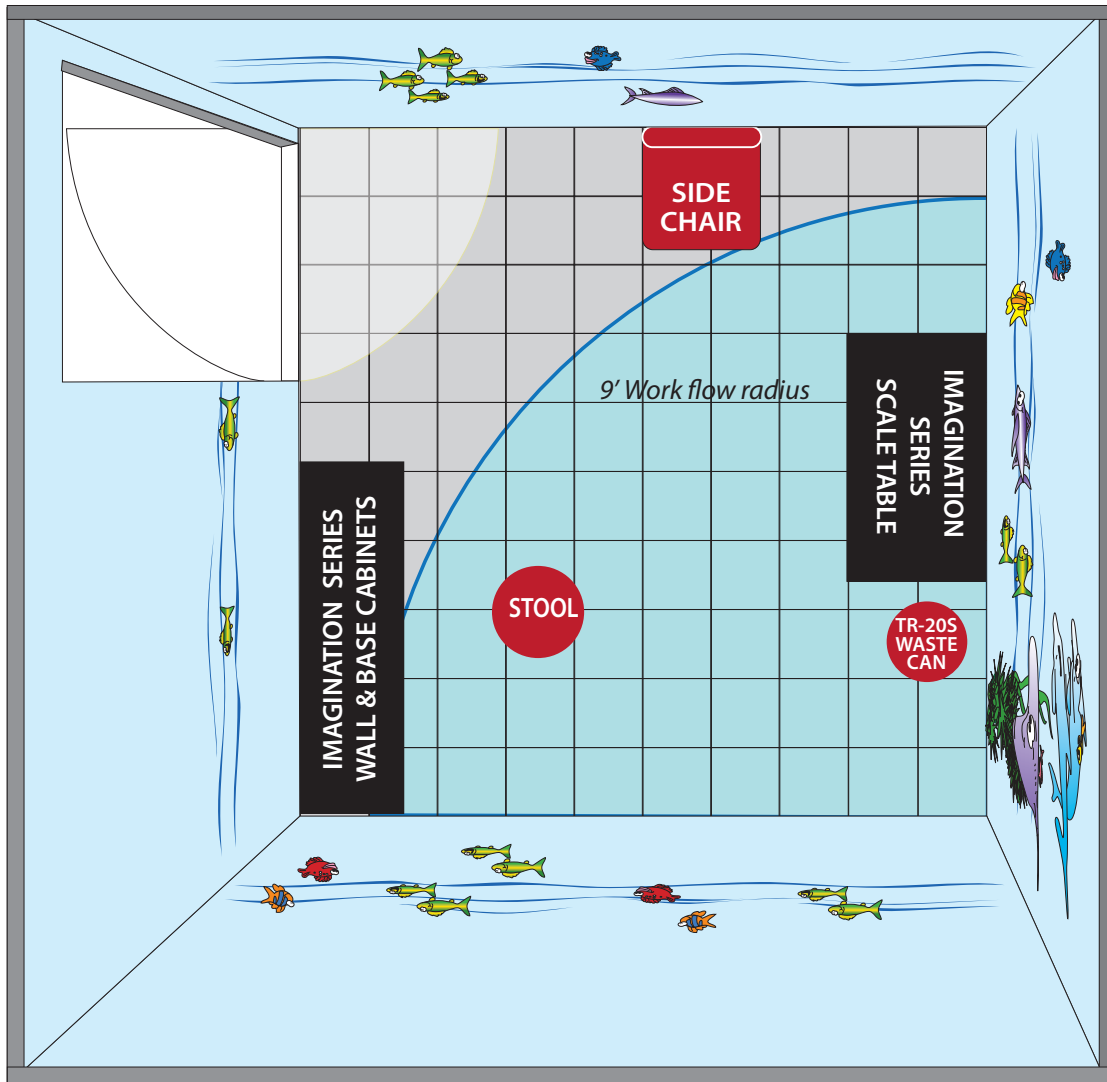 SIDE
CHAIR
9' Work flow radius
IMAGINATION
SERIES
SCALE TABLE
IMAGINATION SERIES
WALL & BASE CABINETS
STOOL
TR-20S
WASTE
CAN